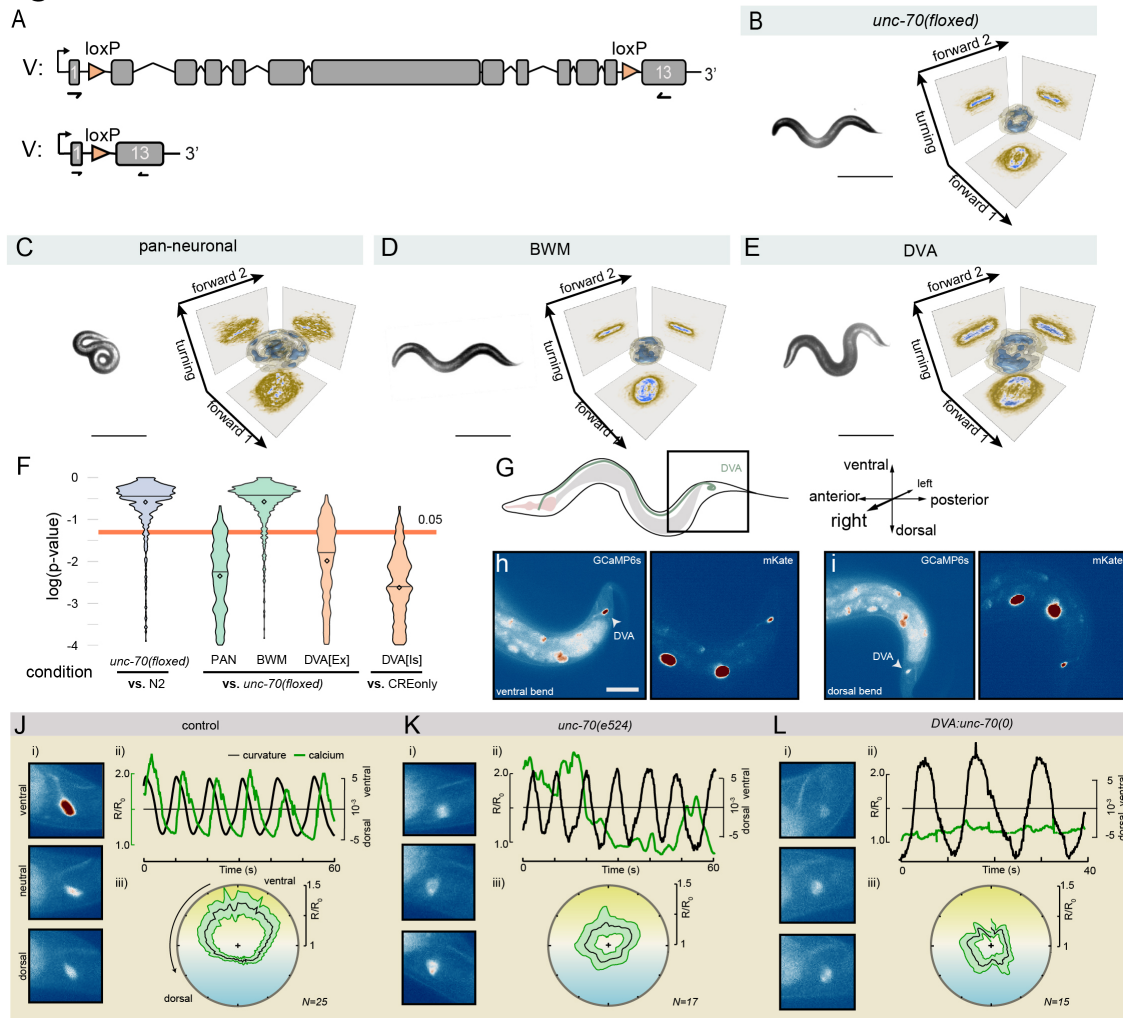 A
loxP
loxP
V:
1
13
3'
loxP
V:
1
13
3'
B
unc-70(floxed)
forward 2
turning
forward 1
C
pan-neuronal
forward 2
turning
forward 1
D
BWM
forward 2
turning
forward 1
E
DVA
forward 2
turning
forward 1
F
0
-1
-2
-3
-4
log(p-value)
0.05
condition
unc-70(floxed)
PAN
BWM
DVA[Ex]
DVA[Is]
vs. N2
vs. unc-70(floxed)
vs. CREonly
G
DVA
ventral
left
anterior
posterior
right
dorsal
h
GCaMP6s
DVA
ventral bend
mKate
i
GCaMP6s
DVA
dorsal bend
mKate
J
control
i)
ventral
neutral
dorsal
ii)
curvature
calcium
2.0
R/R0
1.0
5
10-3
-5
ventral
dorsal
0
Time (s)
60
iii)
ventral
dorsal
1.5
R/R0
1
N=25
K
unc-70(e524)
i)
ii)
2.0
R/R0
1.0
5
10-3
-5
ventral
dorsal
0
Time (s)
60
iii)
1.5
R/R0
1
N=17
L
DVA:unc-70(0)
i)
ii)
2.0
R/R0
1.0
5
10-3
-5
ventral
dorsal
0
Time (s)
40
iii)
1.5
R/R0
1
N=15